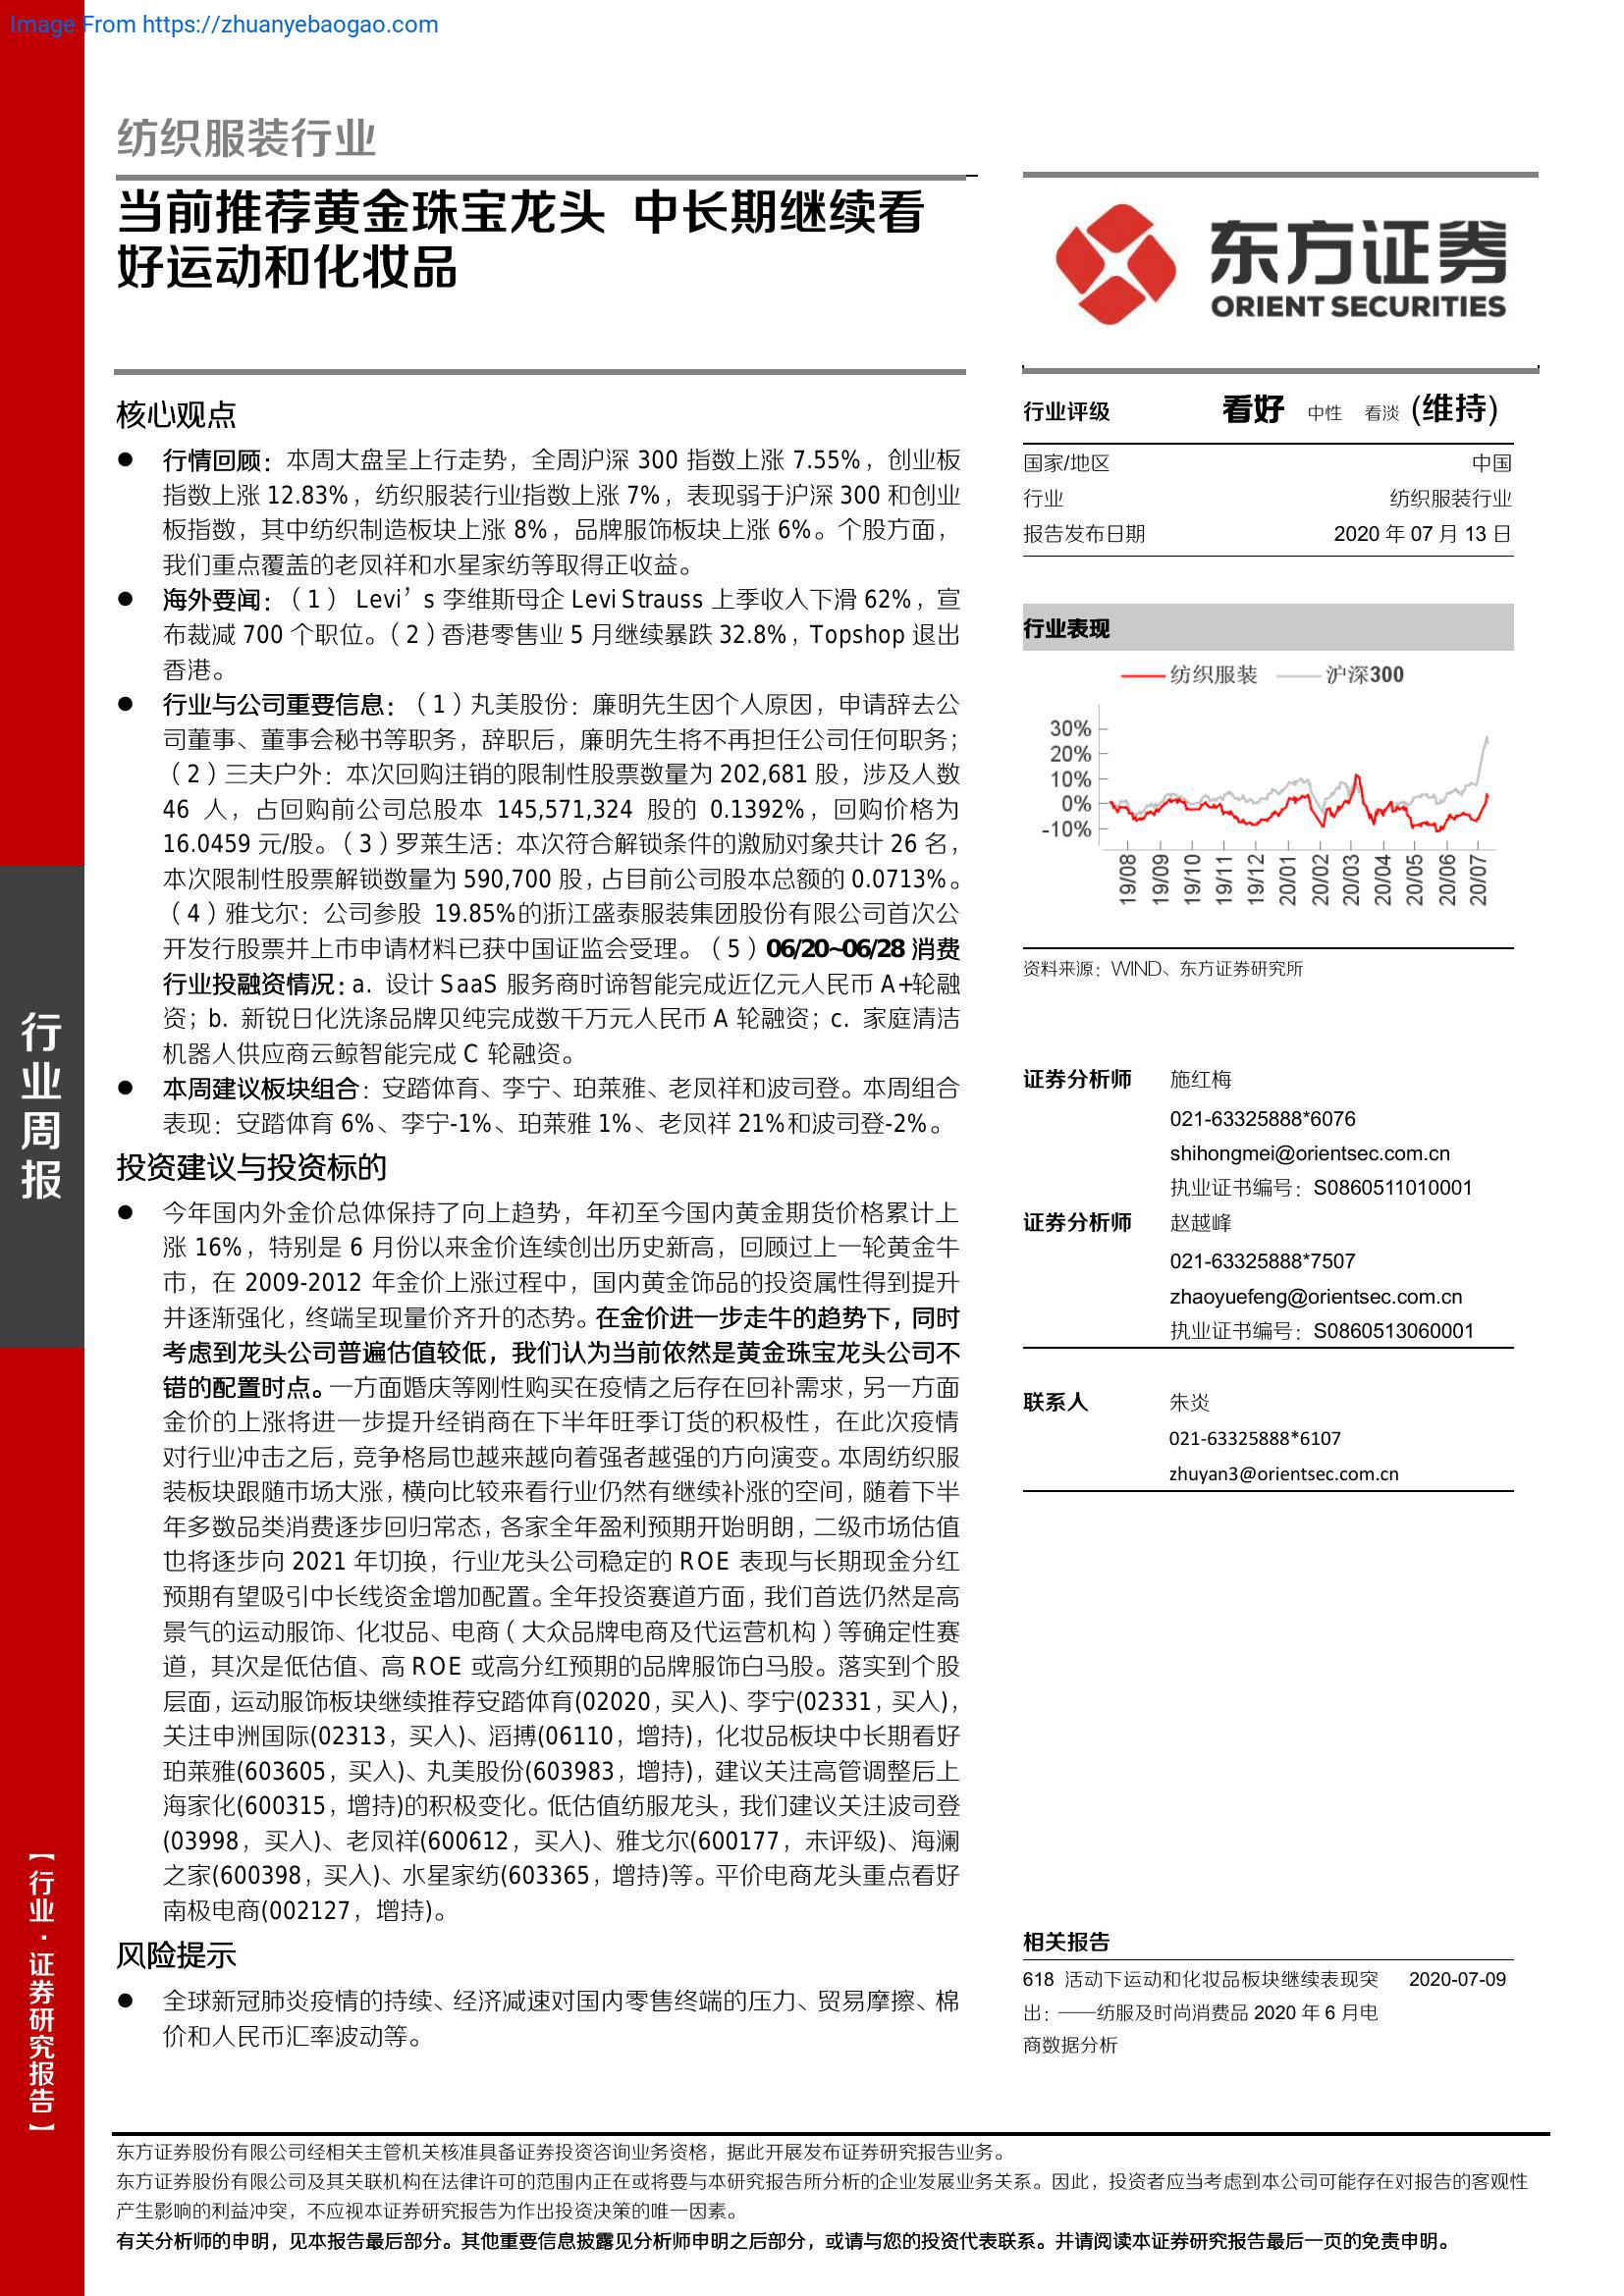 Image From https://zhuanyebaogao.com
纺织服装行业
当前推荐黄金珠宝龙头 中长期继续看
好运动和化妆品
核心观点
● 行情回顾：本周大盘呈上行走势，全周沪深 300 指数上涨 7.55%，创业板
指数上涨 12.83%，纺织服装行业指数上涨 7%，表现弱于沪深 300 和创业
板指数，其中纺织制造板块上涨 8%，品牌服饰板块上涨 6%。个股方面，
我们重点覆盖的老凤祥和水星家纺等取得正收益。
● 海外要闻：（1） Levi’s 李维斯母企 Levi Strauss 上季收入下滑 62%，宣
布裁减 700 个职位。（2）香港零售业 5 月继续暴跌 32.8%，Topshop 退出
香港。
● 行业与公司重要信息：（1）丸美股份：廉明先生因个人原因，申请辞去公
司董事、董事会秘书等职务，辞职后，廉明先生将不再担任公司任何职务；
（2）三夫户外：本次回购注销的限制性股票数量为 202,681 股，涉及人数
46 人，占回购前公司总股本 145,571,324 股的 0.1392%，回购价格为
16.0459 元/股。（3）罗莱生活：本次符合解锁条件的激励对象共计 26 名，
本次限制性股票解锁数量为 590,700 股，占目前公司股本总额的 0.0713%。
（4）雅戈尔：公司参股 19.85%的浙江盛泰服装集团股份有限公司首次公
开发行股票并上市申请材料已获中国证监会受理。（5）06/20~06/28 消费
行业投融资情况：a. 设计 SaaS 服务商时谛智能完成近亿元人民币 A+轮融
资；b. 新锐日化洗涤品牌贝纯完成数千万元人民币 A 轮融资；c. 家庭清洁
机器人供应商云鲸智能完成 C 轮融资。
● 本周建议板块组合：安踏体育、李宁、珀莱雅、老凤祥和波司登。本周组合
表现：安踏体育 6%、李宁-1%、珀莱雅 1%、老凤祥 21%和波司登-2%。
投资建议与投资标的
● 今年国内外金价总体保持了向上趋势，年初至今国内黄金期货价格累计上
涨 16%，特别是 6 月份以来金价连续创出历史新高，回顾过上一轮黄金牛
市，在 2009-2012 年金价上涨过程中，国内黄金饰品的投资属性得到提升
并逐渐强化，终端呈现量价齐升的态势。在金价进一步走牛的趋势下，同时
考虑到龙头公司普遍估值较低，我们认为当前依然是黄金珠宝龙头公司不
错的配置时点。一方面婚庆等刚性购买在疫情之后存在回补需求，另一方面
金价的上涨将进一步提升经销商在下半年旺季订货的积极性，在此次疫情
对行业冲击之后，竞争格局也越来越向着强者越强的方向演变。本周纺织服
装板块跟随市场大涨，横向比较来看行业仍然有继续补涨的空间，随着下半
年多数品类消费逐步回归常态，各家全年盈利预期开始明朗，二级市场估值
也将逐步向 2021 年切换，行业龙头公司稳定的 ROE 表现与长期现金分红
预期有望吸引中长线资金增加配置。全年投资赛道方面，我们首选仍然是高
景气的运动服饰、化妆品、电商（大众品牌电商及代运营机构）等确定性赛
道，其次是低估值、高 ROE 或高分红预期的品牌服饰白马股。落实到个股
层面，运动服饰板块继续推荐安踏体育(02020，买入)、李宁(02331，买入)，
关注申洲国际(02313，买入)、滔搏(06110，增持)，化妆品板块中长期看好
珀莱雅(603605，买入)、丸美股份(603983，增持)，建议关注高管调整后上
海家化(600315，增持)的积极变化。低估值纺服龙头，我们建议关注波司登
(03998，买入)、老凤祥(600612，买入)、雅戈尔(600177，未评级)、海澜
之家(600398，买入)、水星家纺(603365，增持)等。平价电商龙头重点看好
南极电商(002127，增持)。
风险提示
● 全球新冠肺炎疫情的持续、经济减速对国内零售终端的压力、贸易摩擦、棉
价和人民币汇率波动等。
东方证券
ORIENT SECURITIES
行业评级 看好 中性 看淡 (维持)
国家/地区 中国
行业 纺织服装行业
报告发布日期 2020 年 07 月 13 日
行业表现
纺织服装 沪深300
30%
20%
10%
0%
-10%
19/08 19/09 19/10 19/11 19/12 20/01 20/02 20/03 20/04 20/05 20/06 20/07
资料来源：WIND、东方证券研究所
证券分析师 施红梅
021-63325888*6076
shihongmei@orientsec.com.cn
执业证书编号：S0860511010001
证券分析师 赵越峰
021-63325888*7507
zhaoyuefeng@orientsec.com.cn
执业证书编号：S0860513060001
联系人 朱炎
021-63325888*6107
zhuyan3@orientsec.com.cn
相关报告
618 活动下运动和化妆品板块继续表现突 2020-07-09
出：——纺服及时尚消费品 2020 年 6 月电
商数据分析
行业周报
【行业·证券研究报告】
东方证券股份有限公司经相关主管机关核准具备证券投资咨询业务资格，据此开展发布证券研究报告业务。
东方证券股份有限公司及其关联机构在法律许可的范围内正在或将要与本研究报告所分析的企业发展业务关系。因此，投资者应当考虑到本公司可能存在对报告的客观性
产生影响的利益冲突，不应视本证券研究报告为作出投资决策的唯一因素。
有关分析师的申明，见本报告最后部分。其他重要信息披露见分析师申明之后部分，或请与您的投资代表联系。并请阅读本证券研究报告最后一页的免责申明。